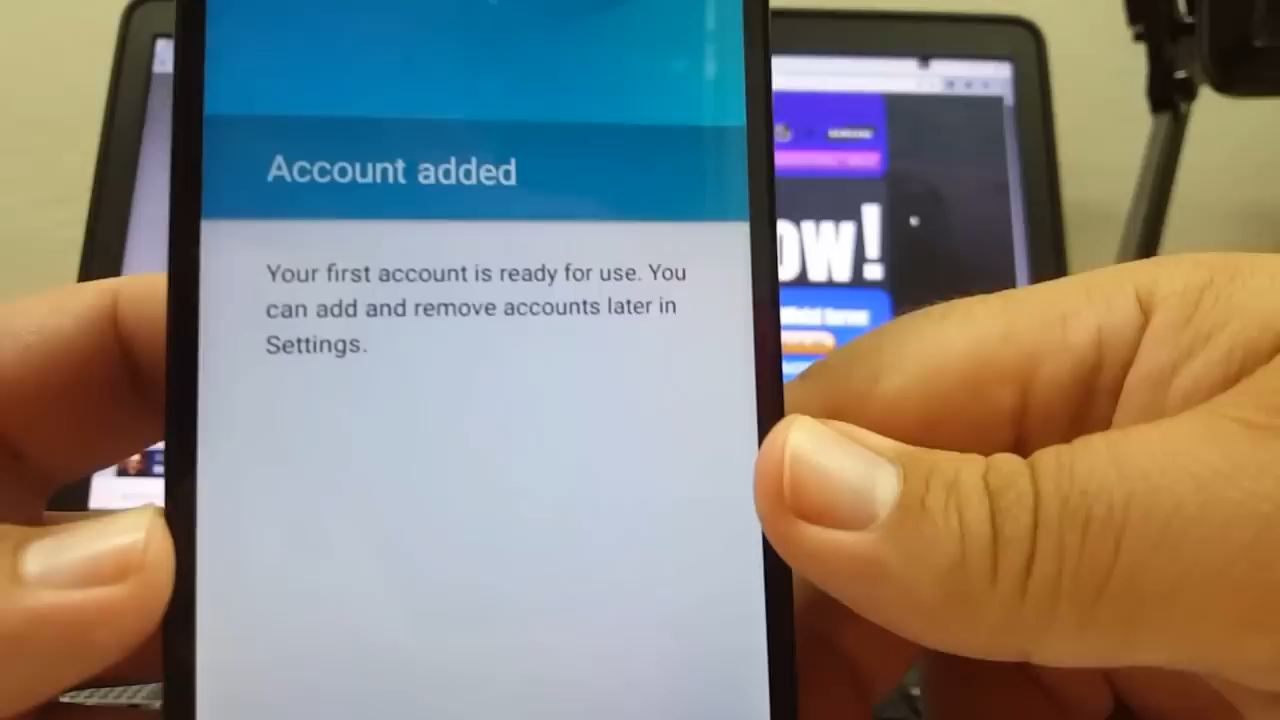 Account added
Your first account is ready for use. You
can add and remove accounts later in
Settings.
OW!